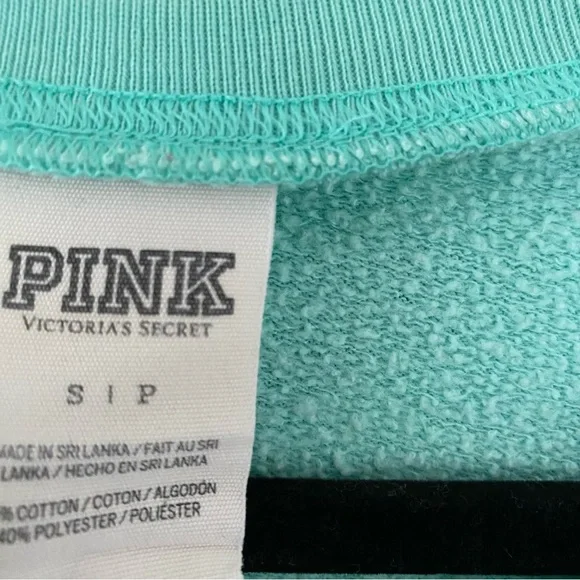 PINK
VICTORIA'S SECRET
S | P
MADE IN SRI LANKA / FAIT AU SRI
LANKA / HECHO EN SRI LANKA
% COTTON / COTON / ALGODÓN
40% POLYESTER / POLIÉSTER